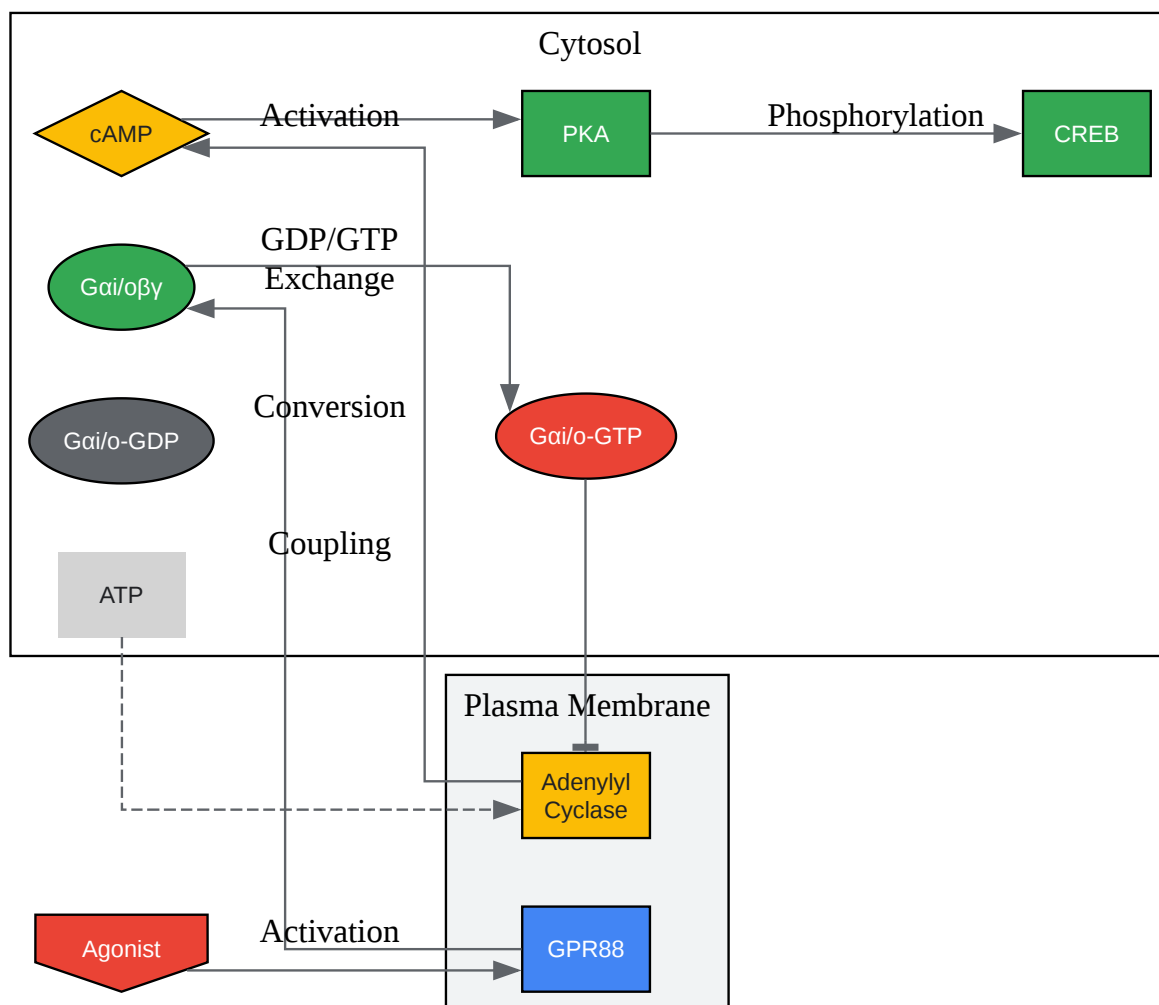 Cytosol
cAMP
Activation
PKA
Phosphorylation
CREB
Gαi/oβγ
GDP/GTP
Exchange
Conversion
Gαi/o-GDP
Gαi/o-GTP
Coupling
ATP
Plasma Membrane
Adenylyl
Cyclase
Agonist
Activation
GPR88